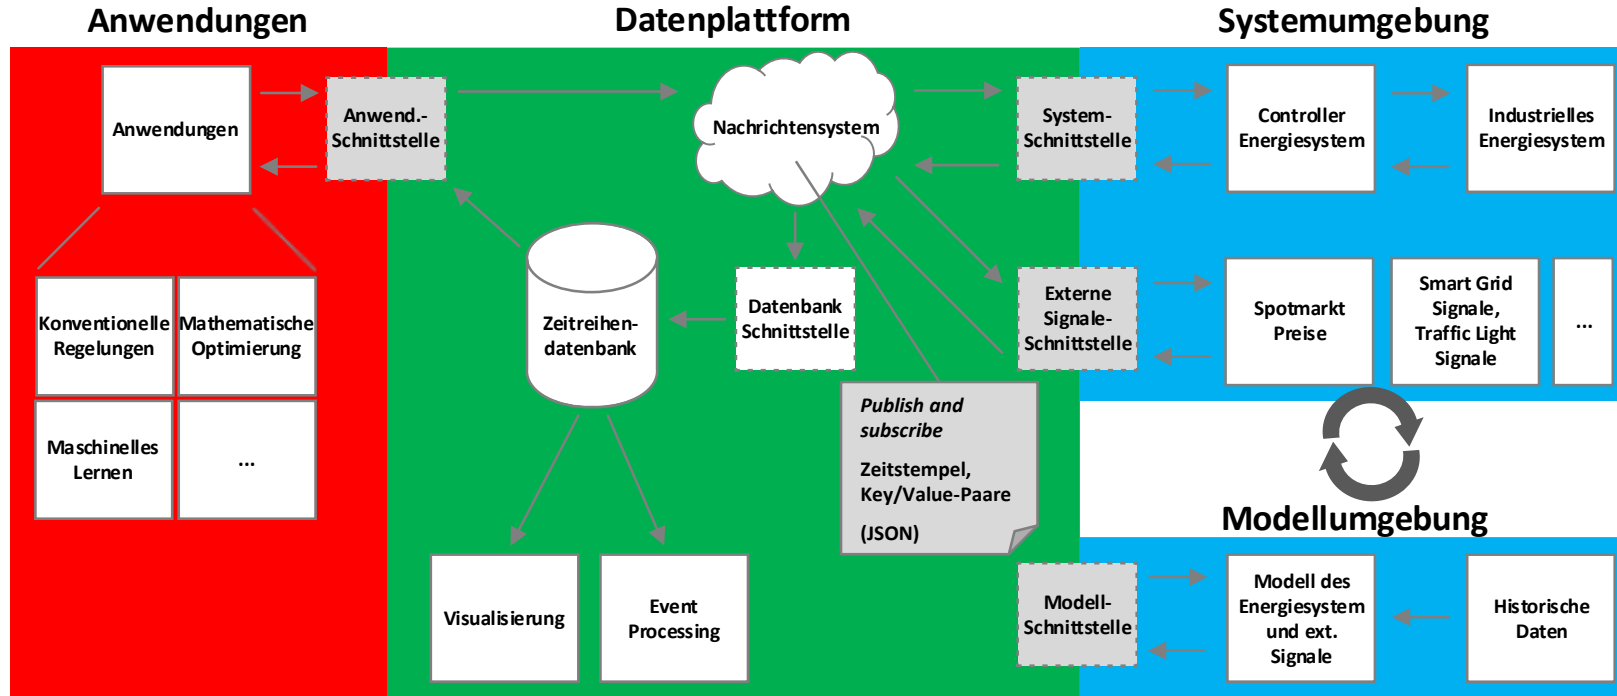 Anwendungen
Datenplattform
Systemumgebung
Anwendungen
Anwend.-
Schnittstelle
Nachrichtensystem
System-
Schnittstelle
Controller
Energiesystem
Industrielles
Energiesystem
Konventionelle
Regelungen
Mathematische
Optimierung
Maschinelles
Lernen
...
Zeitreihen-
datenbank
Datenbank
Schnittstelle
Externe
Signale-
Schnittstelle
Spotmarkt
Preise
Smart Grid
Signale,
Traffic Light
Signale
...
Publish and
subscribe
Zeitstempel,
Key/Value-Paare
(JSON)
Visualisierung
Event
Processing
Modellumgebung
Modell-
Schnittstelle
Modell des
Energiesystem
und ext.
Signale
Historische
Daten